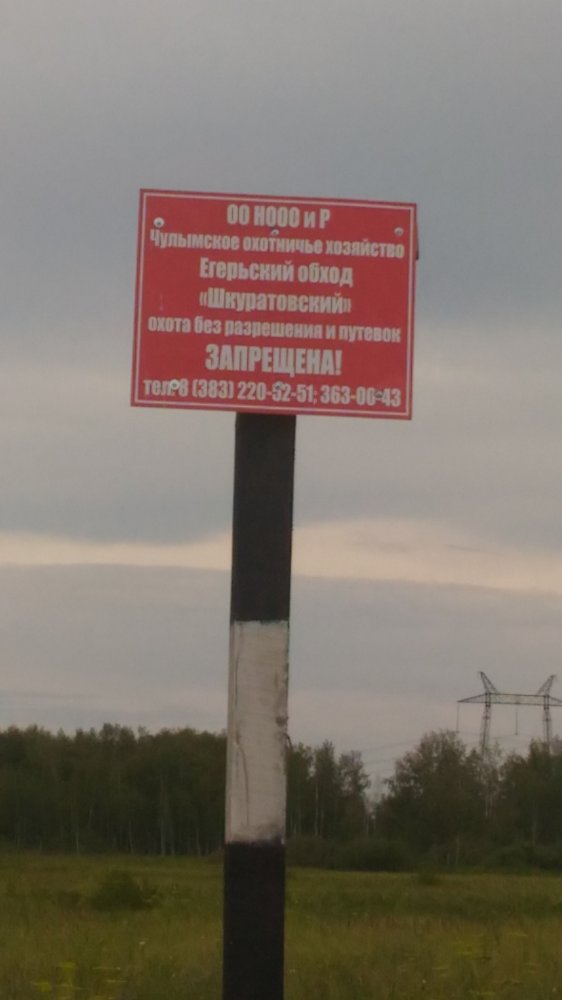 ОО НООО и Р
Чулымское охотничье хозяйство
Егерьский обход
«Шкуратовский»
охота без разрешения и путевок
ЗАПРЕЩЕНА!
тел. 8 (383) 220-52-51; 363-06-43